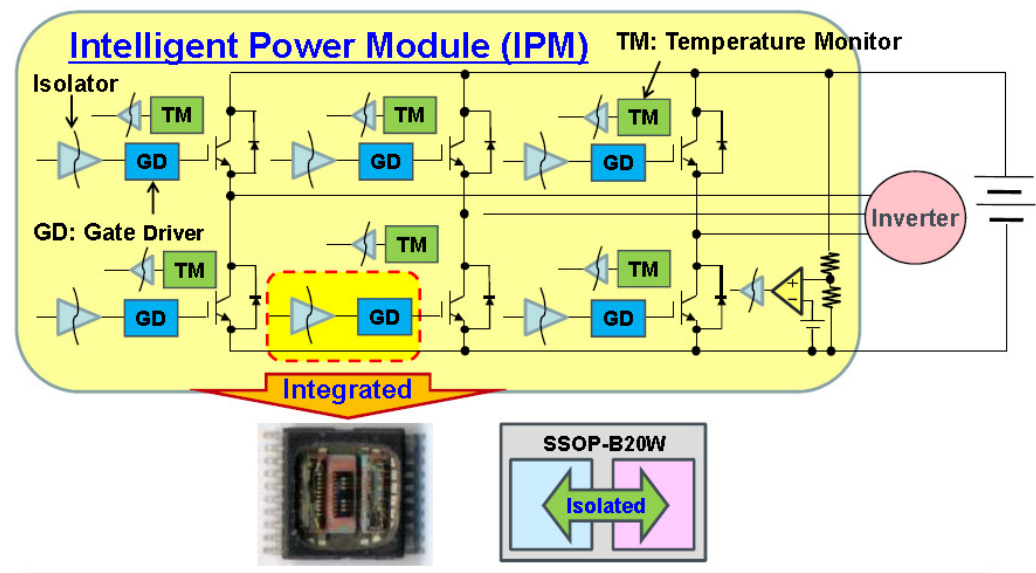 Intelligent Power Module (IPM)
TM: Temperature Monitor
Isolator
TM
TM
TM
GD
GD
GD
GD: Gate Driver
Inverter
TM
TM
TM
GD
GD
GD
+
−
Integrated
SSOP-B20W
Isolated